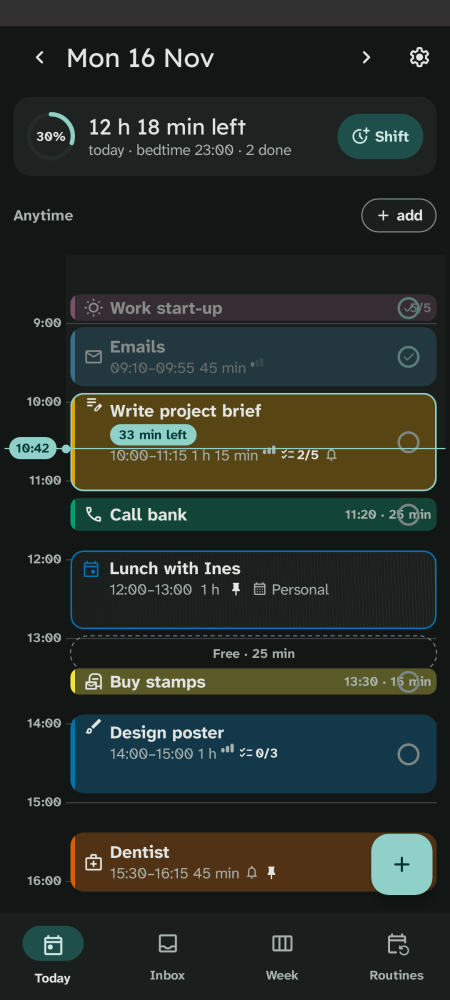 Mon 16 Nov
30%
12 h 18 min left
today · bedtime 23:00 · 2 done
Shift
Anytime
+ add
Work start-up
5/5
9:00
Emails
09:10–09:55 45 min
10:00
Write project brief
33 min left
10:42
10:00–11:15 1 h 15 min 2/5
11:00
Call bank
11:20 · 25 min
12:00
Lunch with Ines
12:00–13:00 1 h Personal
13:00
Free · 25 min
Buy stamps
13:30 · 15 min
14:00
Design poster
14:00–15:00 1 h 0/3
15:00
Dentist
15:30–16:15 45 min
16:00
Today
Inbox
Week
Routines